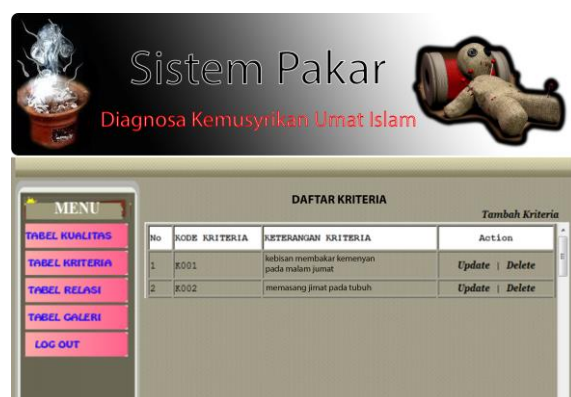 Sistem Pakar
Diagnosa Kemusyrikan Umat Islam
MENU
TABEL KUALITAS
TABEL KRITERIA
TABEL RELASI
TABEL GALERI
LOG OUT
DAFTAR KRITERIA
Tambah Kriteria
No KODE KRITERIA KETERANGAN KRITERIA Action
1 K001 kebisan membakar kemenyan
pada malam jumat Update | Delete
2 K002 memasang jimat pada tubuh Update | Delete